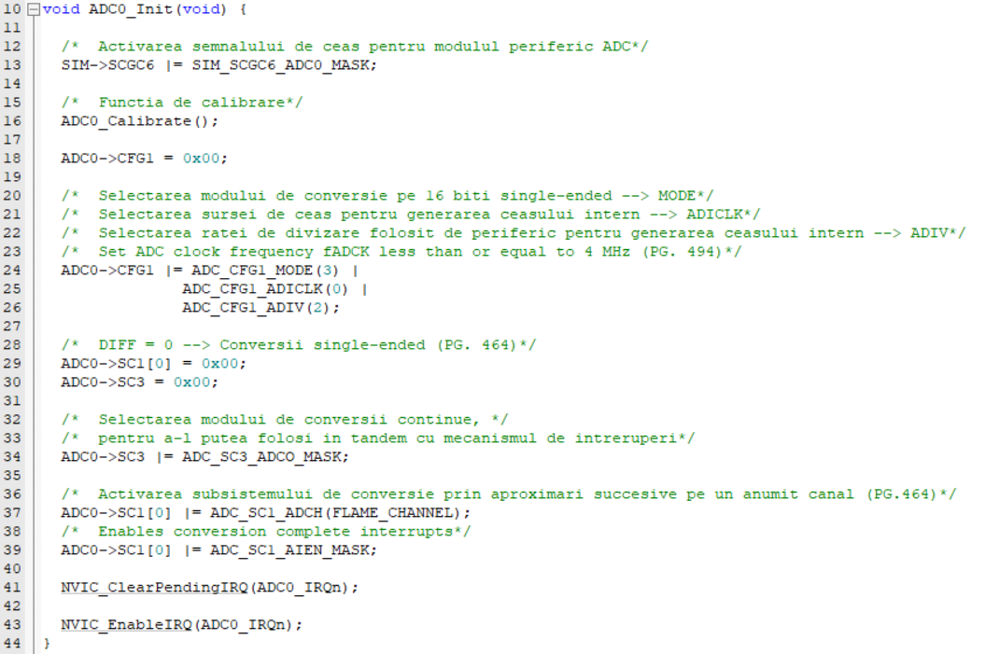 10 void ADC0_Init(void) {
11
12 /*  Activarea semnalului de ceas pentru modulul periferic ADC*/
13 SIM->SCGC6 |= SIM_SCGC6_ADC0_MASK;
14
15 /*  Functia de calibrare*/
16 ADC0_Calibrate();
17
18 ADC0->CFG1 = 0x00;
19
20 /*  Selectarea modului de conversie pe 16 biti single-ended --> MODE*/
21 /*  Selectarea sursei de ceas pentru generarea ceasului intern --> ADICLK*/
22 /*  Selectarea ratei de divizare folosit de periferic pentru generarea ceasului intern --> ADIV*/
23 /*  Set ADC clock frequency fADCK less than or equal to 4 MHz (PG. 494)*/
24 ADC0->CFG1 |= ADC_CFG1_MODE(3) |
25 ADC_CFG1_ADICLK(0) |
26 ADC_CFG1_ADIV(2);
27
28 /*  DIFF = 0 --> Conversii single-ended (PG. 464)*/
29 ADC0->SC1[0] = 0x00;
30 ADC0->SC3 = 0x00;
31
32 /*  Selectarea modului de conversii continue, */
33 /*  pentru a-l putea folosi in tandem cu mecanismul de intreruperi*/
34 ADC0->SC3 |= ADC_SC3_ADCO_MASK;
35
36 /*  Activarea subsistemului de conversie prin aproximari succesive pe un anumit canal (PG.464)*/
37 ADC0->SC1[0] |= ADC_SC1_ADCH(FLAME_CHANNEL);
38 /*  Enables conversion complete interrupts*/
39 ADC0->SC1[0] |= ADC_SC1_AIEN_MASK;
40
41 NVIC_ClearPendingIRQ(ADC0_IRQn);
42
43 NVIC_EnableIRQ(ADC0_IRQn);
44 }